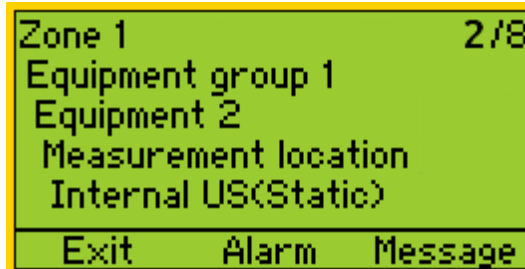 Zone 1 2/8
Equipment group 1
Equipment 2
Measurement location
Internal US(Static)
Exit Alarm Message